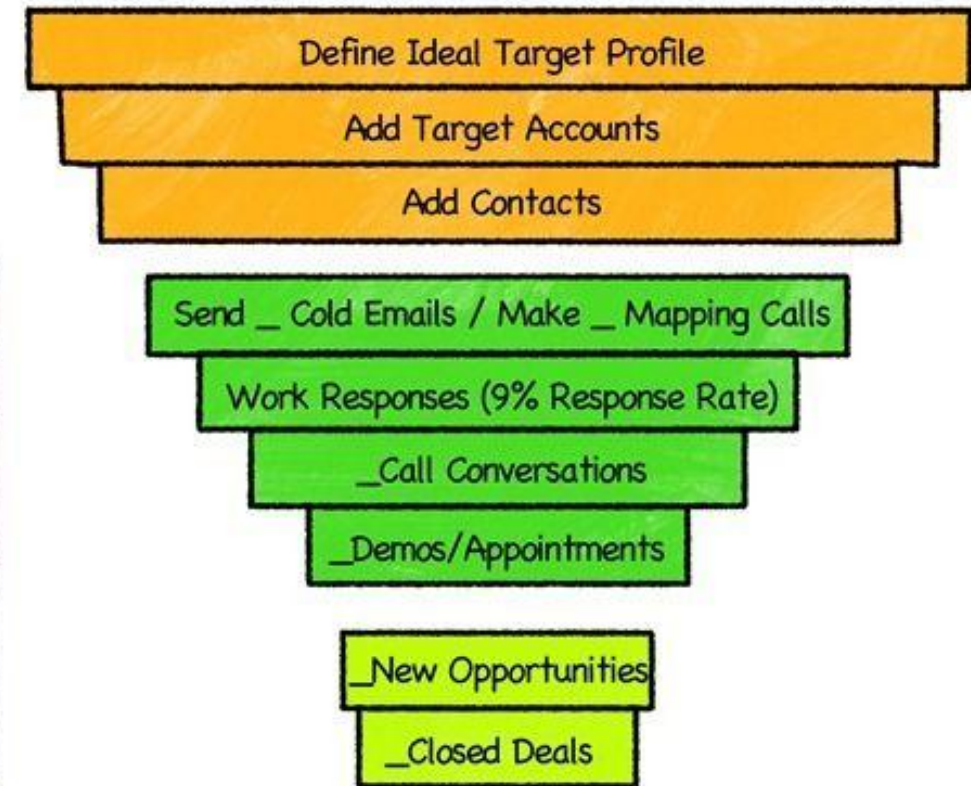 Define Ideal Target Profile
Add Target Accounts
Add Contacts
Send _ Cold Emails / Make _ Mapping Calls
Work Responses (9% Response Rate)
_Call Conversations
_Demos/Appointments
_New Opportunities
_Closed Deals